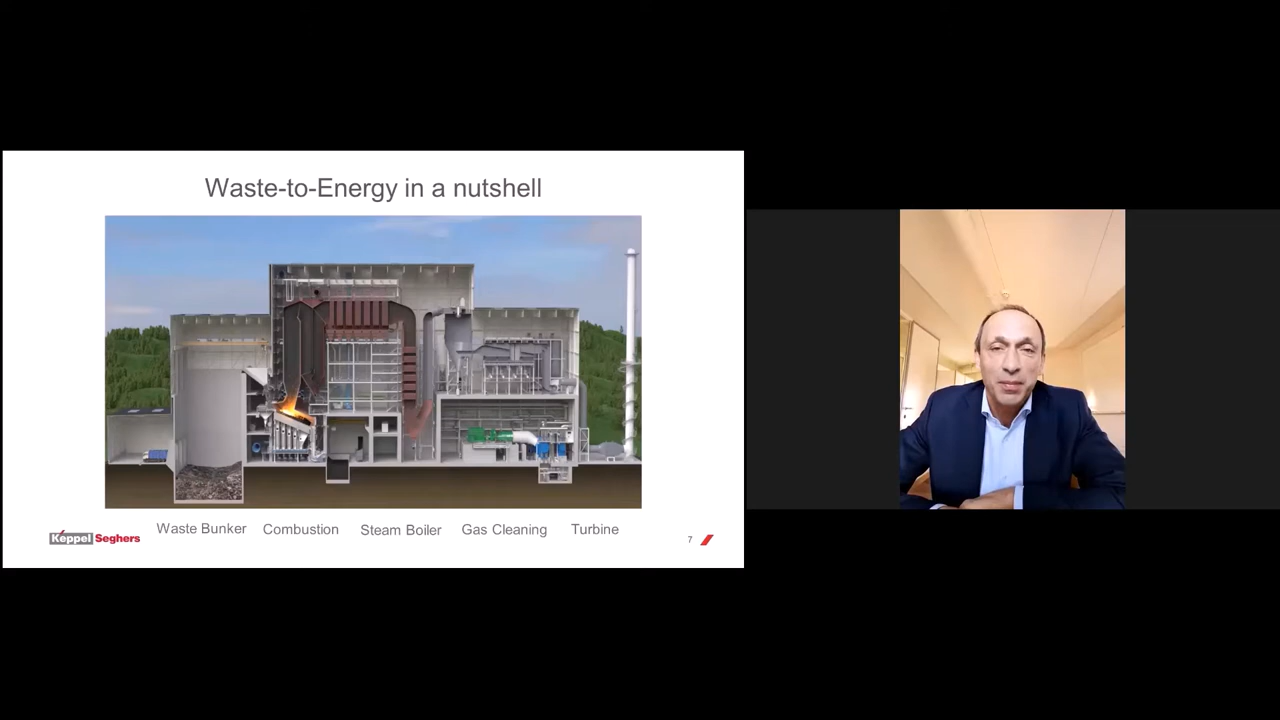 Waste-to-Energy in a nutshell
Waste Bunker
Combustion
Steam Boiler
Gas Cleaning
Turbine
Keppel Seghers
7